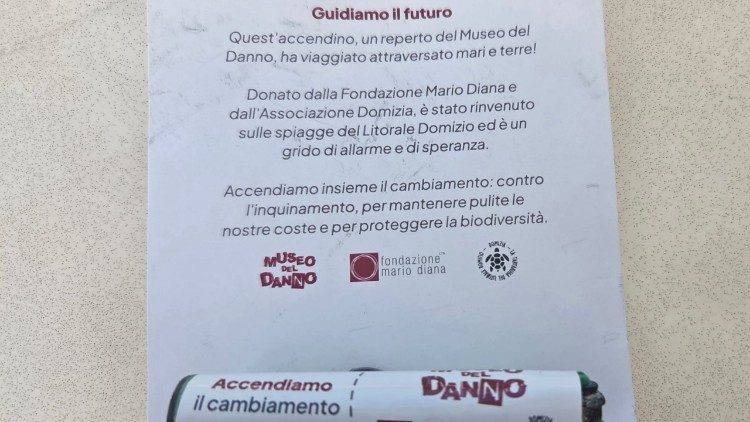 Guidiamo il futuro
Quest'accendino, un reperto del Museo del
Danno, ha viaggiato attraversato mari e terre!
Donato dalla Fondazione Mario Diana e
dall'Associazione Domizia, è stato rinvenuto
sulle spiagge del Litorale Domizio ed è un
grido di allarme e di speranza.
Accendiamo insieme il cambiamento: contro
l'inquinamento, per mantenere pulite le
nostre coste e per proteggere la biodiversità.
MUSEO
DEL
DANNO
fondazione™
mario diana
DOMIZIA
Accendiamo
il cambiamento
DEL
DANNO